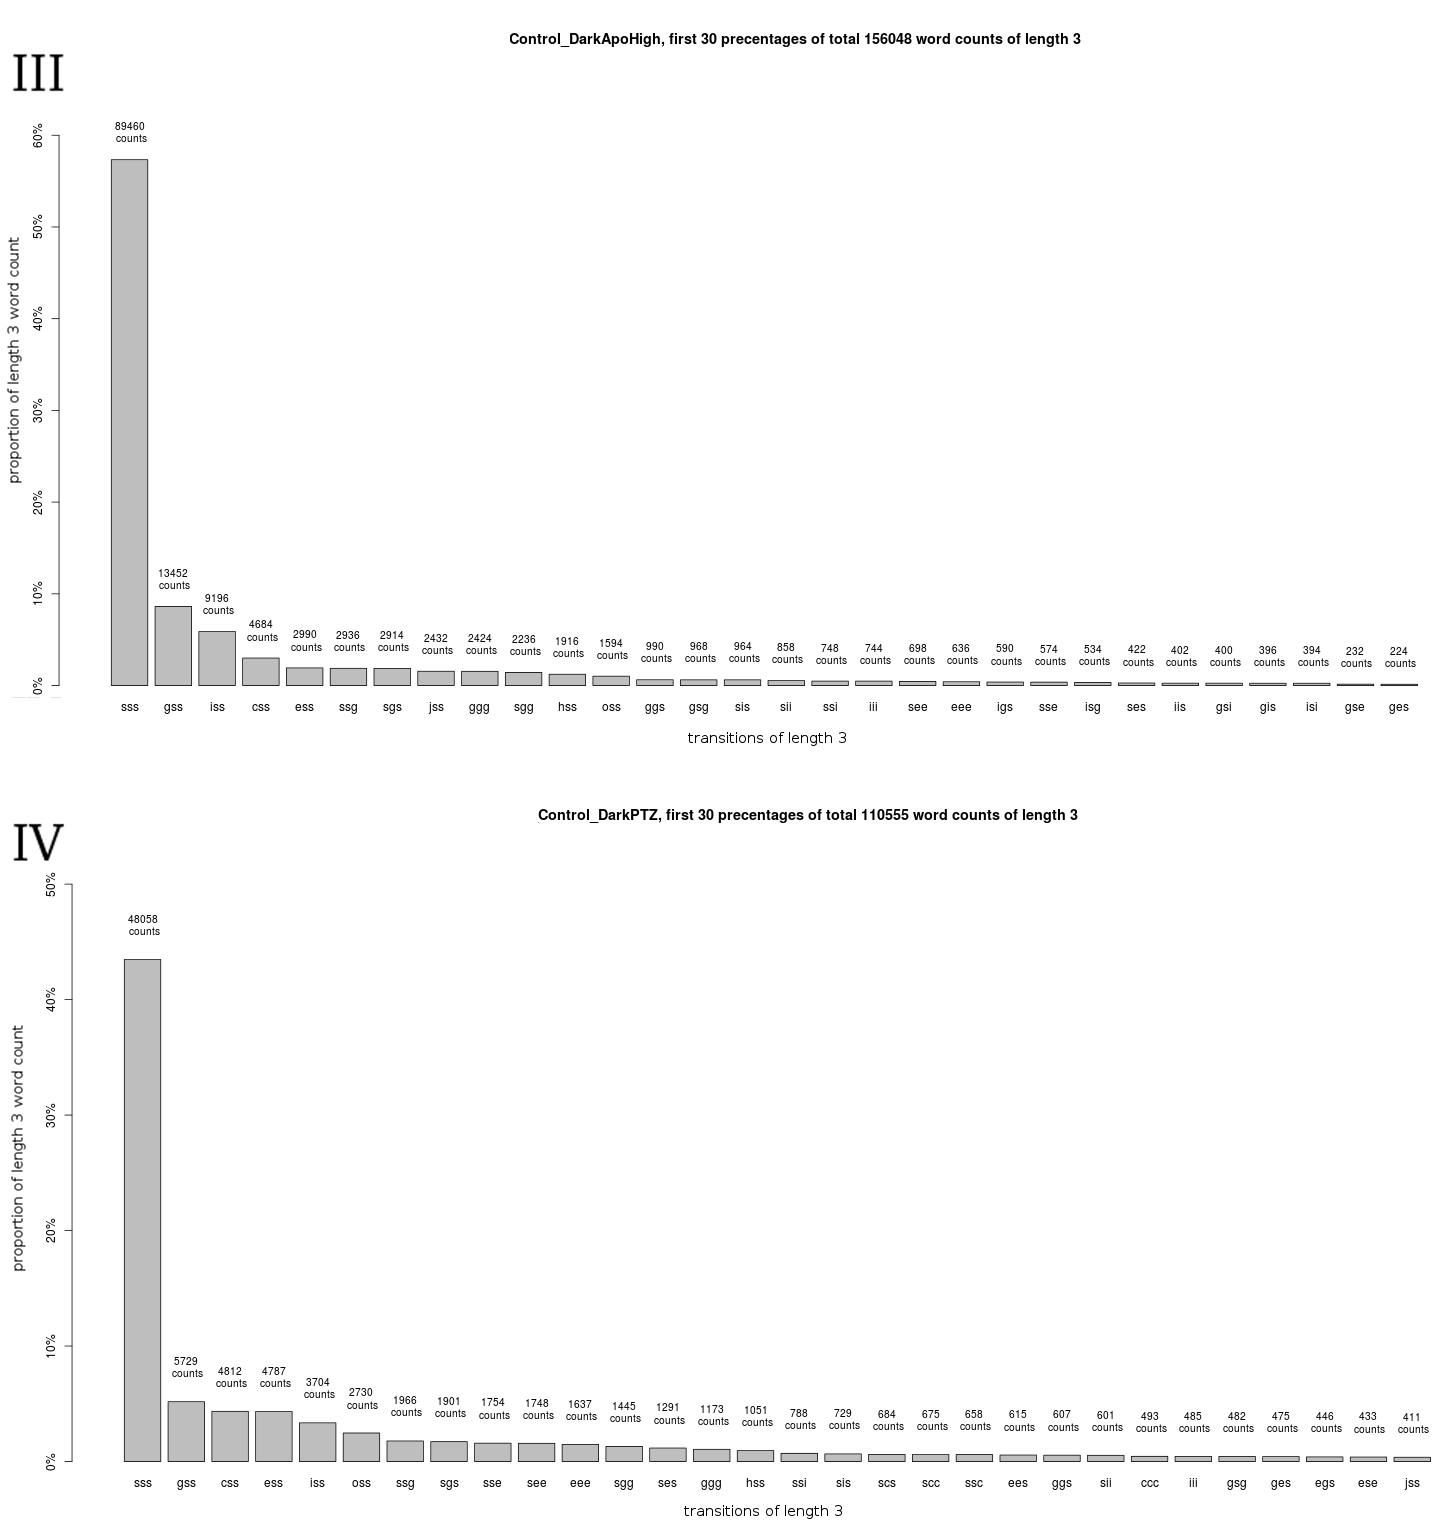 Control_DarkApoHigh, first 30 precentages of total 156048 word counts of length 3
III
proportion of length 3 word count
60%
50%
40%
30%
20%
10%
0%
89460 counts
13452 counts
9196 counts
4684 counts
2990 counts
2936 counts
2914 counts
2432 counts
2424 counts
2236 counts
1916 counts
1594 counts
990 counts
968 counts
964 counts
858 counts
748 counts
744 counts
698 counts
636 counts
590 counts
574 counts
534 counts
422 counts
402 counts
400 counts
396 counts
394 counts
232 counts
224 counts
sss gss iss css ess ssg sgs jss ggg sgg hss oss ggs gsg sis sii ssi iii see eee igs sse isg ses iis gsi gis isi gse ges
transitions of length 3
Control_DarkPTZ, first 30 precentages of total 110555 word counts of length 3
IV
proportion of length 3 word count
50%
40%
30%
20%
10%
0%
48058 counts
5729 counts
4812 counts
4787 counts
3704 counts
2730 counts
1966 counts
1901 counts
1754 counts
1748 counts
1637 counts
1445 counts
1291 counts
1173 counts
1051 counts
788 counts
729 counts
684 counts
675 counts
658 counts
615 counts
607 counts
601 counts
493 counts
485 counts
482 counts
475 counts
446 counts
433 counts
411 counts
sss gss css ess iss oss ssg sgs sse see eee sgg ses ggg hss ssi sis scs scc ssc ees ggs sii ccc iii gsg ges egs ese jss
transitions of length 3